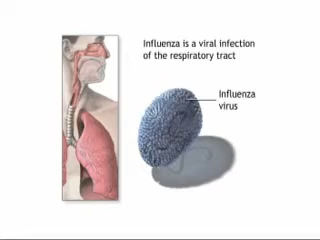 Influenza is a viral infection
of the respiratory tract
Influenza
virus